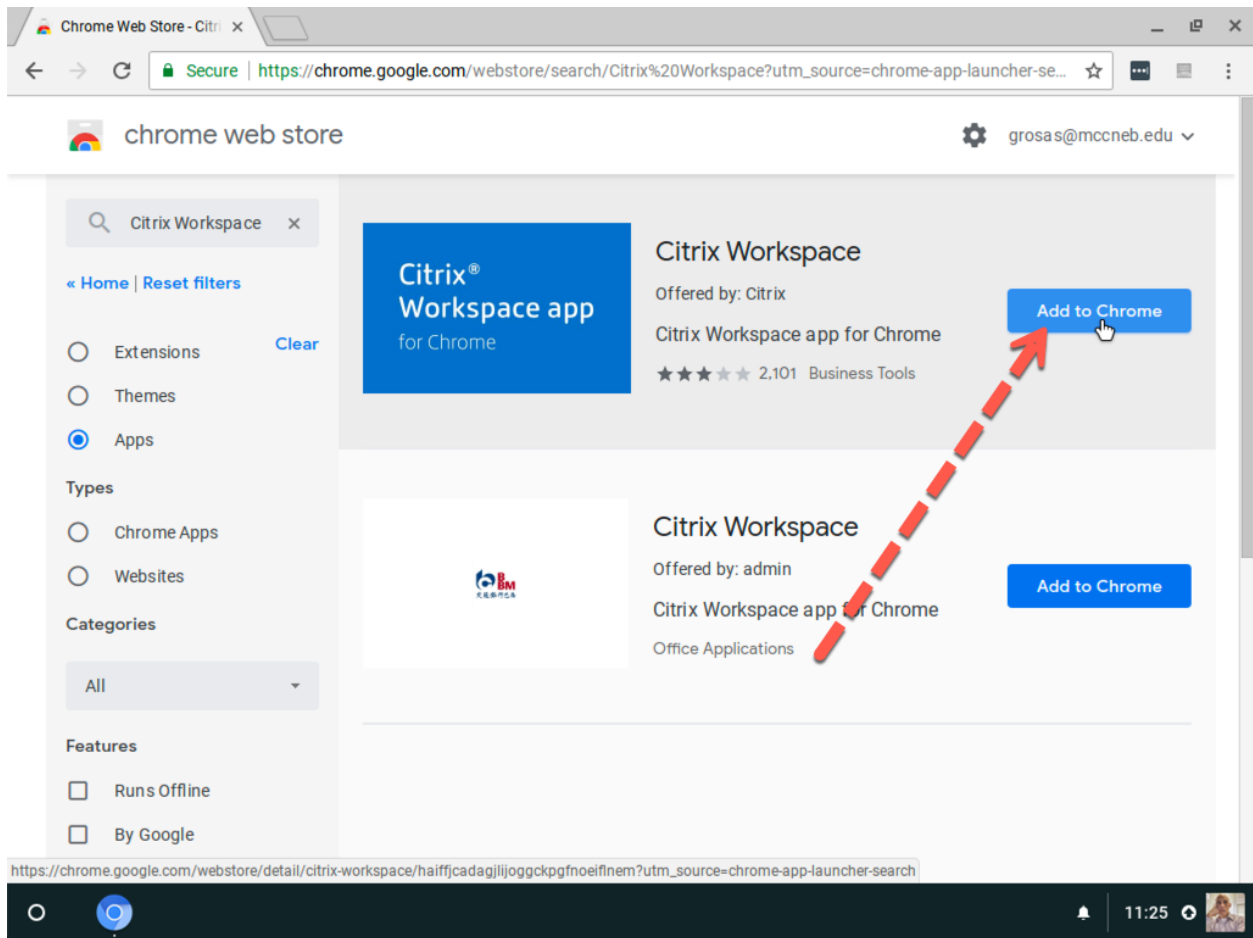 Chrome Web Store - Citri
Secure | https://chrome.google.com/webstore/search/Citrix%20Workspace?utm_source=chrome-app-launcher-se...
chrome web store
grosas@mccneb.edu
Citrix Workspace
« Home | Reset filters
Extensions
Clear
Themes
Apps
Types
Chrome Apps
Websites
Categories
All
Features
Runs Offline
By Google
Citrix®
Workspace app
for Chrome
Citrix Workspace
Offered by: Citrix
Citrix Workspace app for Chrome
2,101 Business Tools
Add to Chrome
BBM
Citrix Workspace
Offered by: admin
Citrix Workspace app for Chrome
Office Applications
Add to Chrome
https://chrome.google.com/webstore/detail/citrix-workspace/haiffjcadagjlijoggckpgfnoeiflnem?utm_source=chrome-app-launcher-search
11:25